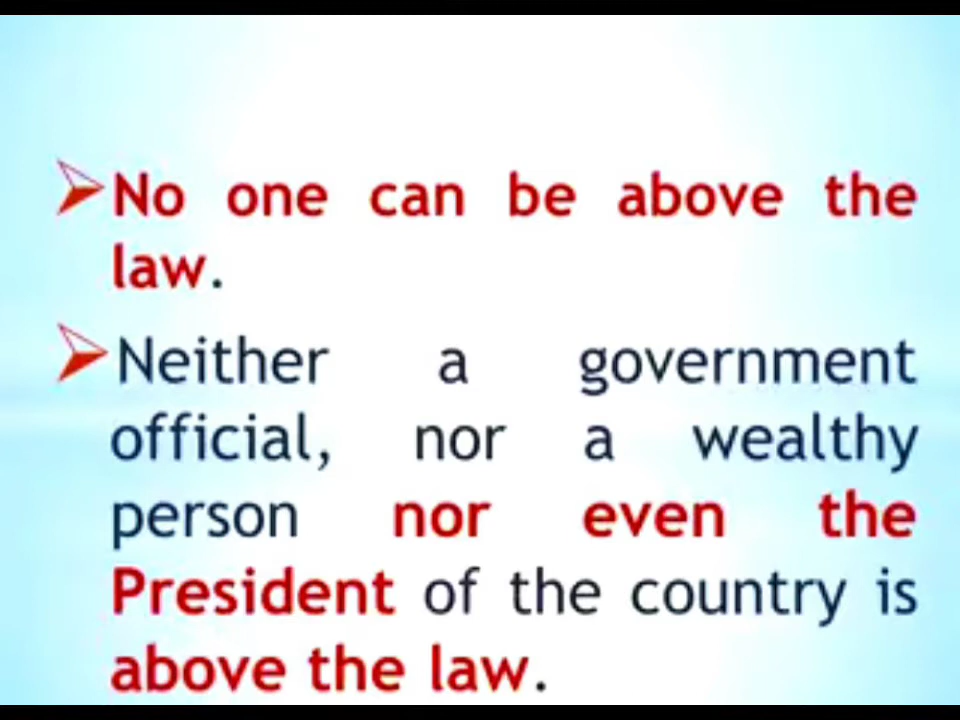 No one can be above the
law.
Neither a government
official, nor a wealthy
person nor even the
President of the country is
above the law.